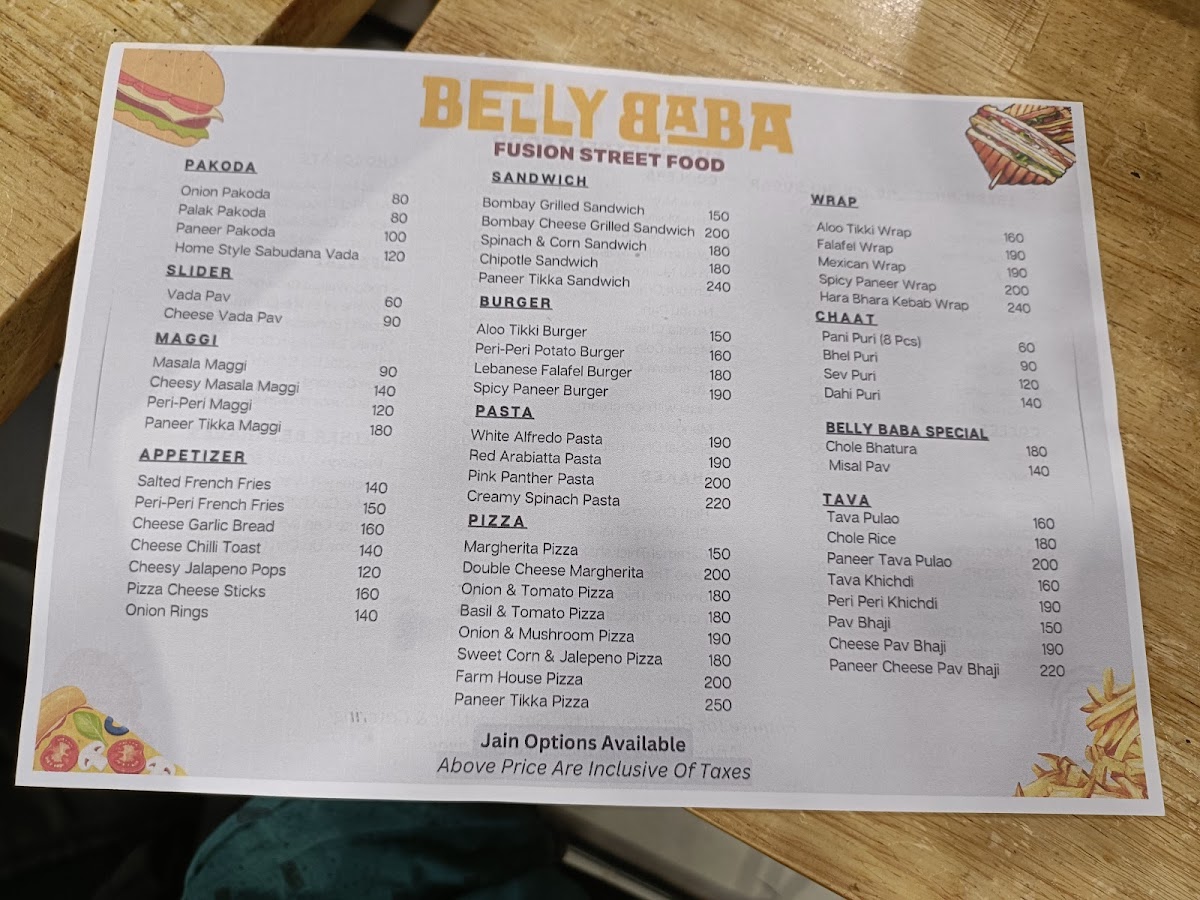 BELLY BABA
FUSION STREET FOOD
PAKODA
Onion Pakoda 80
Palak Pakoda 80
Paneer Pakoda 100
Home Style Sabudana Vada 120
SLIDER
Vada Pav 60
Cheese Vada Pav 90
MAGGI
Masala Maggi 90
Cheesy Masala Maggi 140
Peri-Peri Maggi 120
Paneer Tikka Maggi 180
APPETIZER
Salted French Fries 140
Peri-Peri French Fries 150
Cheese Garlic Bread 160
Cheese Chilli Toast 140
Cheesy Jalapeno Pops 120
Pizza Cheese Sticks 160
Onion Rings 140
SANDWICH
Bombay Grilled Sandwich 150
Bombay Cheese Grilled Sandwich 200
Spinach & Corn Sandwich 180
Chipotle Sandwich 180
Paneer Tikka Sandwich 240
BURGER
Aloo Tikki Burger 150
Peri-Peri Potato Burger 160
Lebanese Falafel Burger 180
Spicy Paneer Burger 190
PASTA
White Alfredo Pasta 190
Red Arabiatta Pasta 190
Pink Panther Pasta 200
Creamy Spinach Pasta 220
PIZZA
Margherita Pizza 150
Double Cheese Margherita 200
Onion & Tomato Pizza 180
Basil & Tomato Pizza 180
Onion & Mushroom Pizza 190
Sweet Corn & Jalepeno Pizza 180
Farm House Pizza 200
Paneer Tikka Pizza 250
WRAP
Aloo Tikki Wrap 160
Falafel Wrap 190
Mexican Wrap 190
Spicy Paneer Wrap 200
Hara Bhara Kebab Wrap 240
CHAAT
Pani Puri (8 Pcs) 60
Bhel Puri 90
Sev Puri 120
Dahi Puri 140
BELLY BABA SPECIAL
Chole Bhatura 180
Misal Pav 140
TAVA
Tava Pulao 160
Chole Rice 180
Paneer Tava Pulao 200
Tava Khichdi 160
Peri Peri Khichdi 190
Pav Bhaji 150
Cheese Pav Bhaji 190
Paneer Cheese Pav Bhaji 220
Jain Options Available
Above Price Are Inclusive Of Taxes